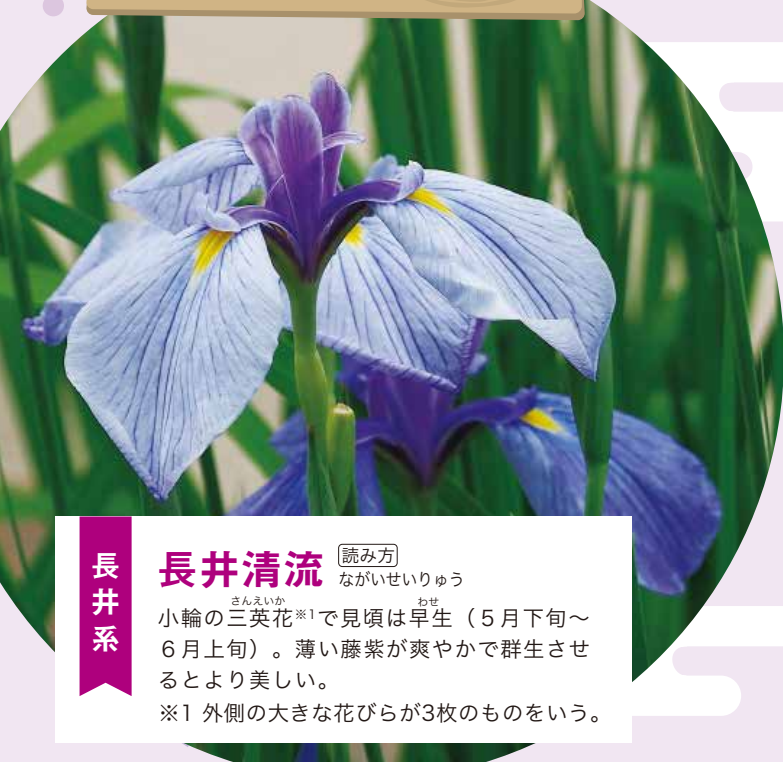 長井系
長井清流 読み方
ながいせいりゅう
さんえいか わせ
小輪の三英花※1で見頃は早生（５月下旬～
６月上旬）。薄い藤紫が爽やかで群生させ
るとより美しい。
※1 外側の大きな花びらが3枚のものをいう。